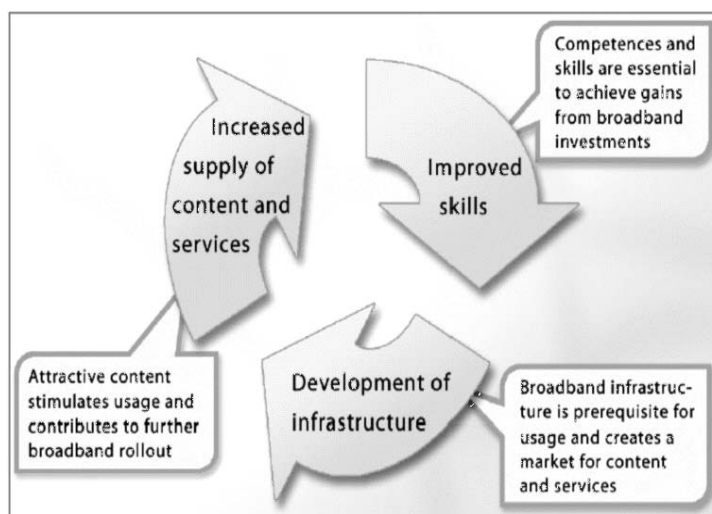 Competences and
skills are essential
to achieve gains
from broadband
investments
Increased
supply of
content and
services
Improved
skills
Attractive content
stimulates usage and
contributes to further
broadband rollout
Development of
infrastructure
Broadband infrastruc-
ture is prerequisite for
usage and creates a
market for content
and services